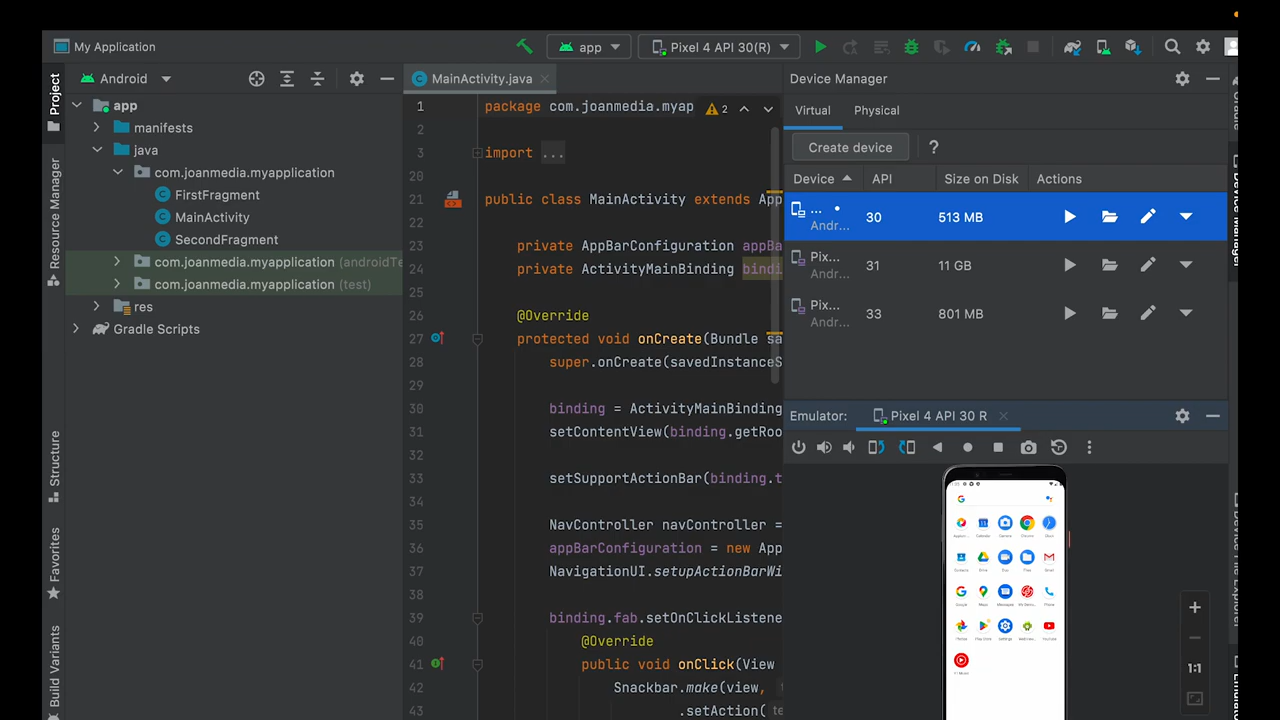 My Application
app
Pixel 4 API 30(R)
Project
Resource Manager
Structure
Favorites
Build Variants
Android
app
manifests
java
com.joanmedia.myapplication
FirstFragment
MainActivity
SecondFragment
com.joanmedia.myapplication (androidTe
com.joanmedia.myapplication (test)
res
Gradle Scripts
MainActivity.java
2
1 package com.joanmedia.myap
2
3 import ...
20
21 public class MainActivity extends App
22
23 private AppBarConfiguration appBa
24 private ActivityMainBinding bindi
25
26 @Override
27 protected void onCreate(Bundle sa
28 super.onCreate(savedInstanceS
29
30 binding = ActivityMainBinding
31 setContentView(binding.getRoo
32
33 setSupportActionBar(binding.t
34
35 NavController navController =
36 appBarConfiguration = new App
37 NavigationUI.setupActionBarWi
38
39 binding.fab.setOnClickListene
40 @Override
41 public void onClick(View
42 Snackbar.make(view,
.setAction(
Device Manager
Virtual Physical
Create device ?
Device API Size on Disk Actions
... 30 513 MB
Andr...
Pix... 31 11 GB
Andr...
Pix... 33 801 MB
Andr...
Emulator: Pixel 4 API 30 R
1:1
Device Manager